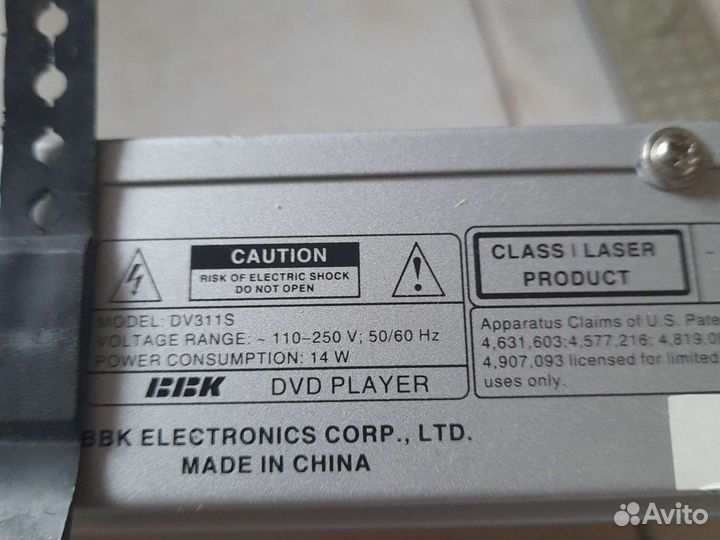 CAUTION
RISK OF ELECTRIC SHOCK
DO NOT OPEN
MODEL: DV311S
VOLTAGE RANGE: ~ 110-250 V; 50/60 Hz
POWER CONSUMPTION: 14 W
BBK DVD PLAYER
BBK ELECTRONICS CORP., LTD.
MADE IN CHINA
CLASS I LASER
PRODUCT
Apparatus Claims of U.S.
4,631,603; 4,577,216;
4,907,093 licensed for limited
uses only.
Avito